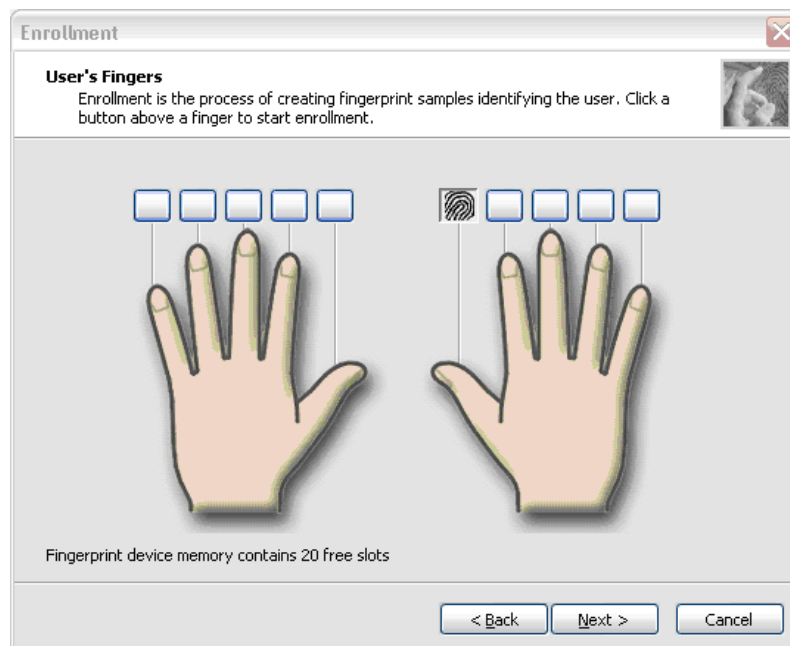 Enrollment
User's Fingers
Enrollment is the process of creating fingerprint samples identifying the user. Click a
button above a finger to start enrollment.
Fingerprint device memory contains 20 free slots
< Back
Next >
Cancel